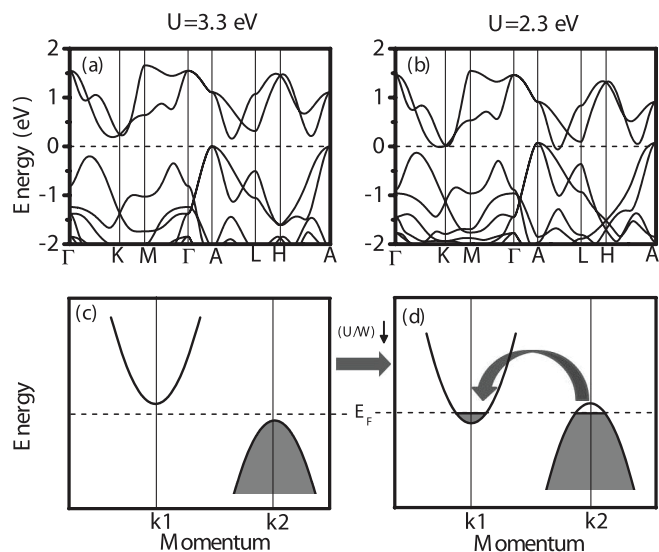 U=3.3 eV
U=2.3 eV
(a)
(b)
2
1
0
-1
-2
Energy (eV)
Γ K M Γ A L H A
2
1
0
-1
-2
Γ K M Γ A L H A
(c)
(d)
(U/W)
E_F
Energy
k1 k2
Momentum
k1 k2
Momentum